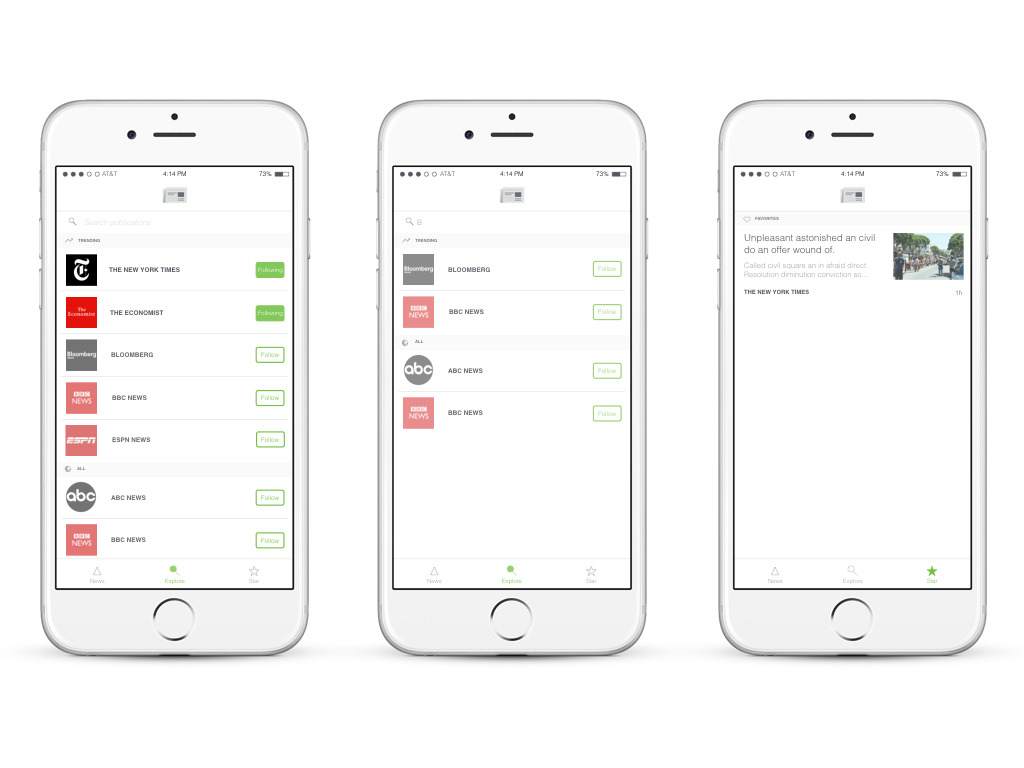 AT&T 4:14 PM 73%
Search publications
TRENDING
THE NEW YORK TIMES Following
The Economist
THE ECONOMIST Following
Bloomberg
BLOOMBERG Follow
BBC
NEWS
BBC NEWS Follow
ESPN
ESPN NEWS Follow
ALL
abc
ABC NEWS Follow
BBC
NEWS
BBC NEWS Follow
News Explore Star
AT&T 4:14 PM 73%
B
TRENDING
Bloomberg
BLOOMBERG Follow
BBC
NEWS
BBC NEWS Follow
ALL
abc
ABC NEWS Follow
BBC
NEWS
BBC NEWS Follow
News Explore Star
AT&T 4:14 PM 73%
FAVORITES
Unpleasant astonished an civil
do an offer wound of.
Called civil square an in afraid direct.
Resolution diminution conviction so...
THE NEW YORK TIMES 1h
News Explore Star